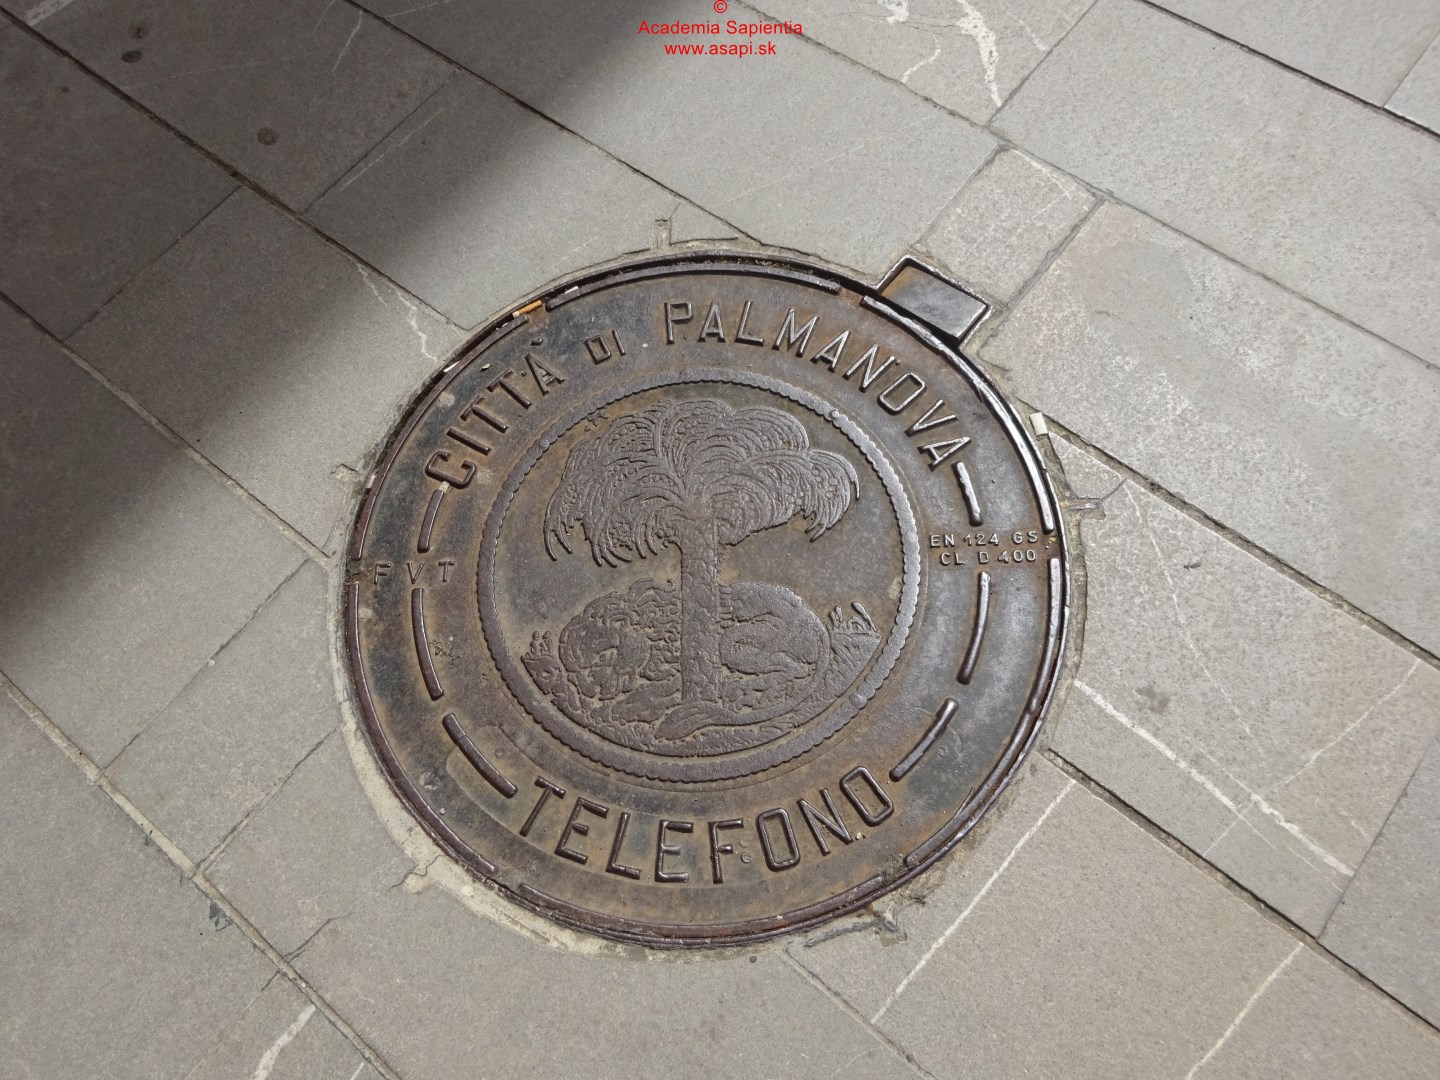 ©
Academia Sapientia
www.asapi.sk
CITTÀ DI PALMANOVA
EN 124 GS
CL D 400
FVT
TELEFONO